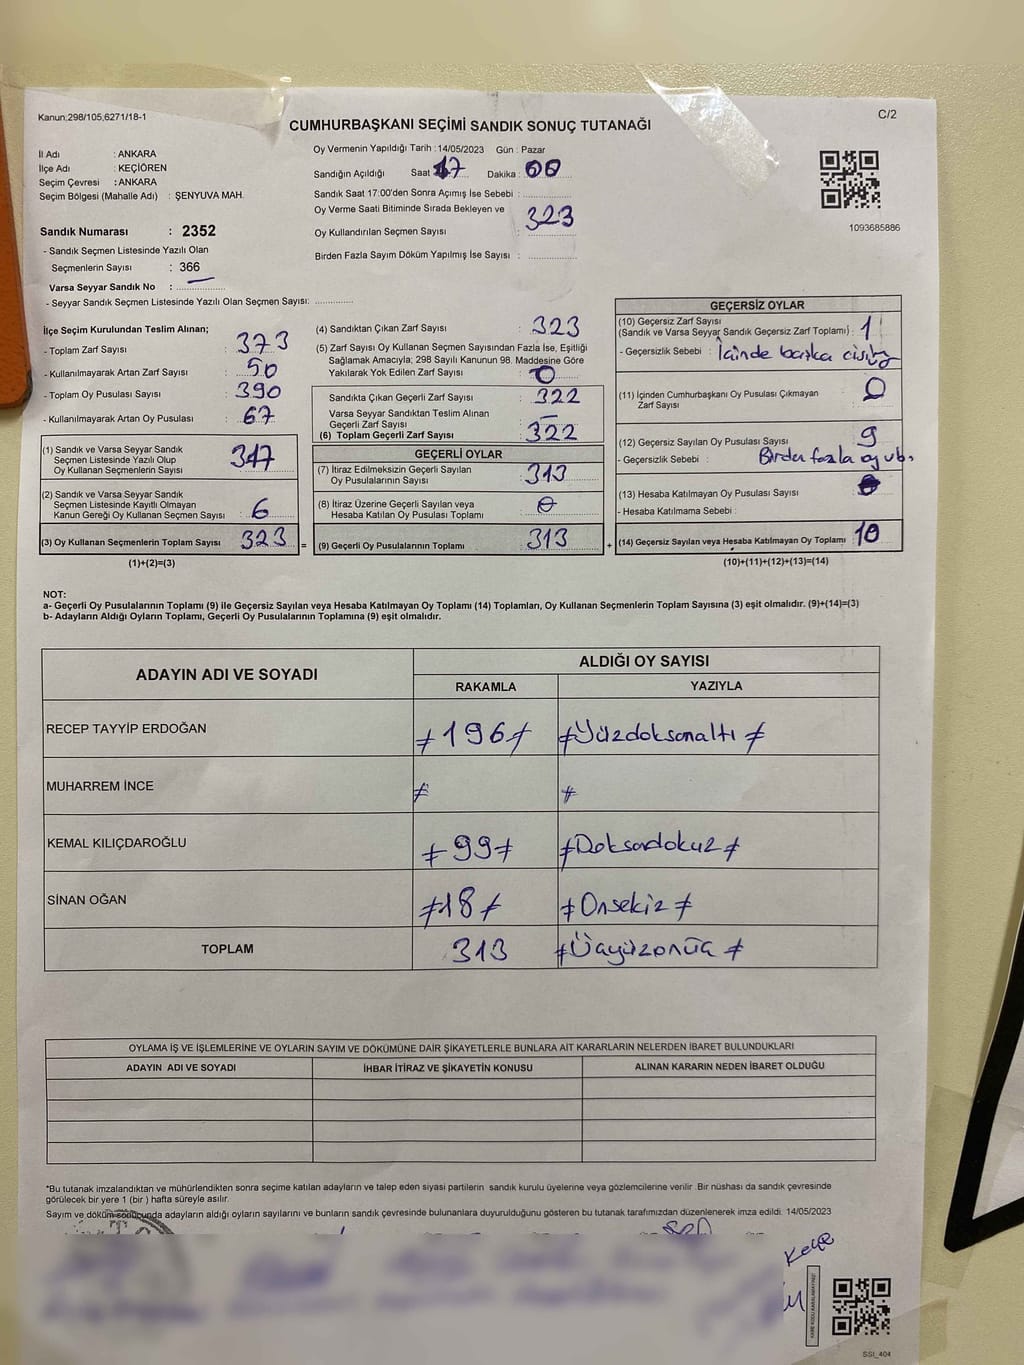 Kanun;298/105,6271/18-1
C/2
CUMHURBAŞKANI SEÇİMİ SANDIK SONUÇ TUTANAĞI
İl Adı : ANKARA
İlçe Adı : KEÇİÖREN
Seçim Çevresi : ANKARA
Seçim Bölgesi (Mahalle Adı) : ŞENYUVA MAH.
Sandık Numarası : 2352
- Sandık Seçmen Listesinde Yazılı Olan
Seçmenlerin Sayısı : 366
Varsa Seyyar Sandık No :
- Seyyar Sandık Seçmen Listesinde Yazılı Olan Seçmen Sayısı:
Oy Vermenin Yapıldığı Tarih : 14/05/2023 Gün : Pazar
Sandığın Açıldığı Saat : 17 Dakika : 00
Sandık Saat 17:00'den Sonra Açımış İse Sebebi :
Oy Verme Saati Bitiminde Sırada Bekleyen ve
Oy Kullandırılan Seçmen Sayısı : 323
Birden Fazla Sayım Döküm Yapılmış İse Sayısı :
1093685886
İlçe Seçim Kurulundan Teslim Alınan;
- Toplam Zarf Sayısı : 373
- Kullanılmayarak Artan Zarf Sayısı : 50
- Toplam Oy Pusulası Sayısı : 390
- Kullanılmayarak Artan Oy Pusulası : 67
(1) Sandık ve Varsa Seyyar Sandık
Seçmen Listesinde Yazılı Olup
Oy Kullanan Seçmenlerin Sayısı 317
(2) Sandık ve Varsa Seyyar Sandık
Seçmen Listesinde Kayıtlı Olmayan
Kanun Gereği Oy Kullanan Seçmen Sayısı : 6
(3) Oy Kullanan Seçmenlerin Toplam Sayısı : 323 =
(1)+(2)=(3)
(4) Sandıktan Çıkan Zarf Sayısı : 323
(5) Zarf Sayısı Oy Kullanan Seçmen Sayısından Fazla İse, Eşitliği
Sağlamak Amacıyla; 298 Sayılı Kanunun 98. Maddesine Göre
Yakılarak Yok Edilen Zarf Sayısı : 0
Sandıkta Çıkan Geçerli Zarf Sayısı : 322
Varsa Seyyar Sandıktan Teslim Alınan
Geçerli Zarf Sayısı : -
(6) Toplam Geçerli Zarf Sayısı : 322
GEÇERLİ OYLAR
(7) İtiraz Edilmeksizin Geçerli Sayılan
Oy Pusulalarının Sayısı : 313
(8) İtiraz Üzerine Geçerli Sayılan veya
Hesaba Katılan Oy Pusulası Toplamı : 0
(9) Geçerli Oy Pusulalarının Toplamı : 313 +
GEÇERSİZ OYLAR
(10) Geçersiz Zarf Sayısı
(Sandık ve Varsa Seyyar Sandık Geçersiz Zarf Toplamı) : 1
- Geçersizlik Sebebi : İçinde başka cisim
(11) İçinden Cumhurbaşkanı Oy Pusulası Çıkmayan
Zarf Sayısı : 0
(12) Geçersiz Sayılan Oy Pusulası Sayısı : 9
- Geçersizlik Sebebi : Birden fazla oy
(13) Hesaba Katılmayan Oy Pusulası Sayısı : 0
- Hesaba Katılmama Sebebi :
(14) Geçersiz Sayılan veya Hesaba Katılmayan Oy Toplamı : 10
(10)+(11)+(12)+(13)=(14)
NOT:
a- Geçerli Oy Pusulalarının Toplamı (9) ile Geçersiz Sayılan veya Hesaba Katılmayan Oy Toplamı (14) Toplamları, Oy Kullanan Seçmenlerin Toplam Sayısına (3) eşit olmalıdır. (9)+(14)=(3)
b- Adayların Aldığı Oyların Toplamı, Geçerli Oy Pusulalarının Toplamına (9) eşit olmalıdır.
ADAYIN ADI VE SOYADI
ALDIĞI OY SAYISI
RAKAMLA YAZIYLA
RECEP TAYYİP ERDOĞAN ≠196≠ ≠Yüzdoksanaltı≠
MUHARREM İNCE ≠ ≠
KEMAL KILIÇDAROĞLU ≠99≠ ≠Doksandokuz≠
SİNAN OĞAN ≠18≠ ≠Onsekiz≠
TOPLAM 313 ≠Üçyüzonüç≠
OYLAMA İŞ VE İŞLEMLERİNE VE OYLARIN SAYIM VE DÖKÜMÜNE DAİR ŞİKAYETLERLE BUNLARA AİT KARARLARIN NELERDEN İBARET BULUNDUKLARI
ADAYIN ADI VE SOYADI İHBAR İTİRAZ VE ŞİKAYETİN KONUSU ALINAN KARARIN NEDEN İBARET OLDUĞU
*Bu tutanak imzalandıktan ve mühürlendikten sonra seçime katılan adayların ve talep eden siyasi partilerin sandık kurulu üyelerine veya gözlemcilerine verilir .Bir nüshası da sandık çevresinde
görülecek bir yere 1 (bir ) hafta süreyle asılır.
Sayım ve döküm sonucunda adayların aldığı oyların sayılarını ve bunların sandık çevresinde bulunanlara duyurulduğunu gösteren bu tutanak tarafımızdan düzenlenerek imza edildi. 14/05/2023
SSI_404